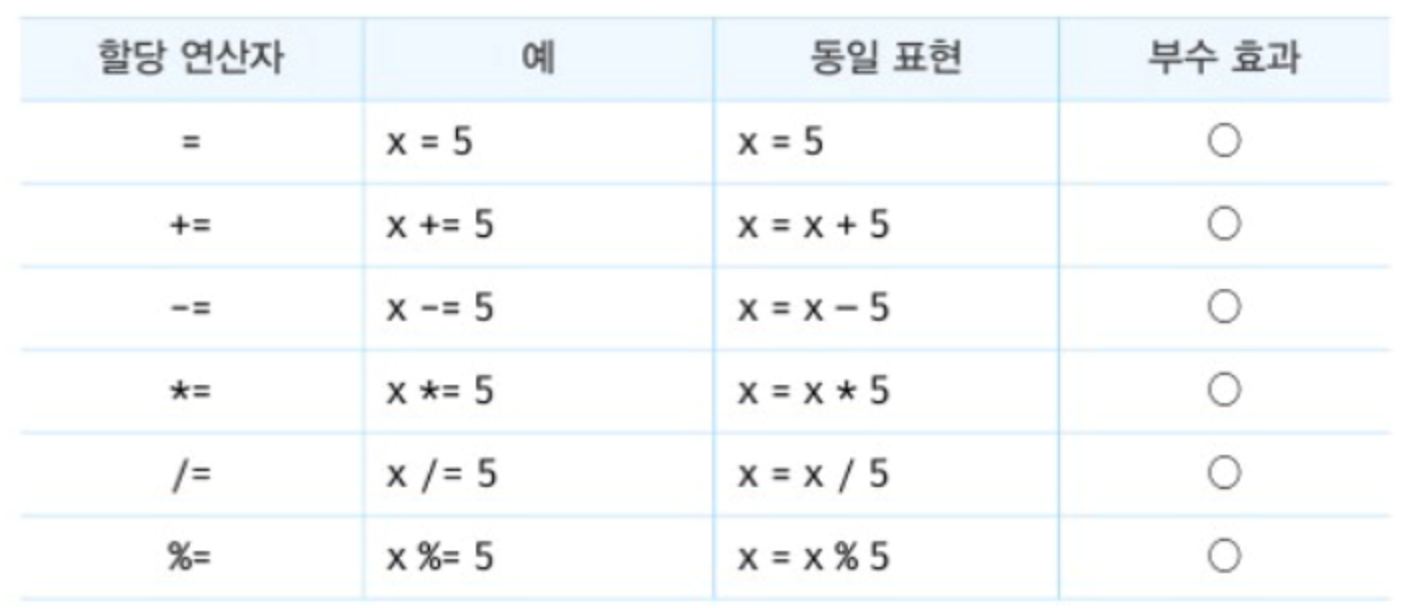 할당 연산자 예 동일 표현 부수 효과
= x = 5 x = 5 ○
+= x += 5 x = x + 5 ○
-= x -= 5 x = x – 5 ○
*= x *= 5 x = x * 5 ○
/= x /= 5 x = x / 5 ○
%= x %= 5 x = x % 5 ○